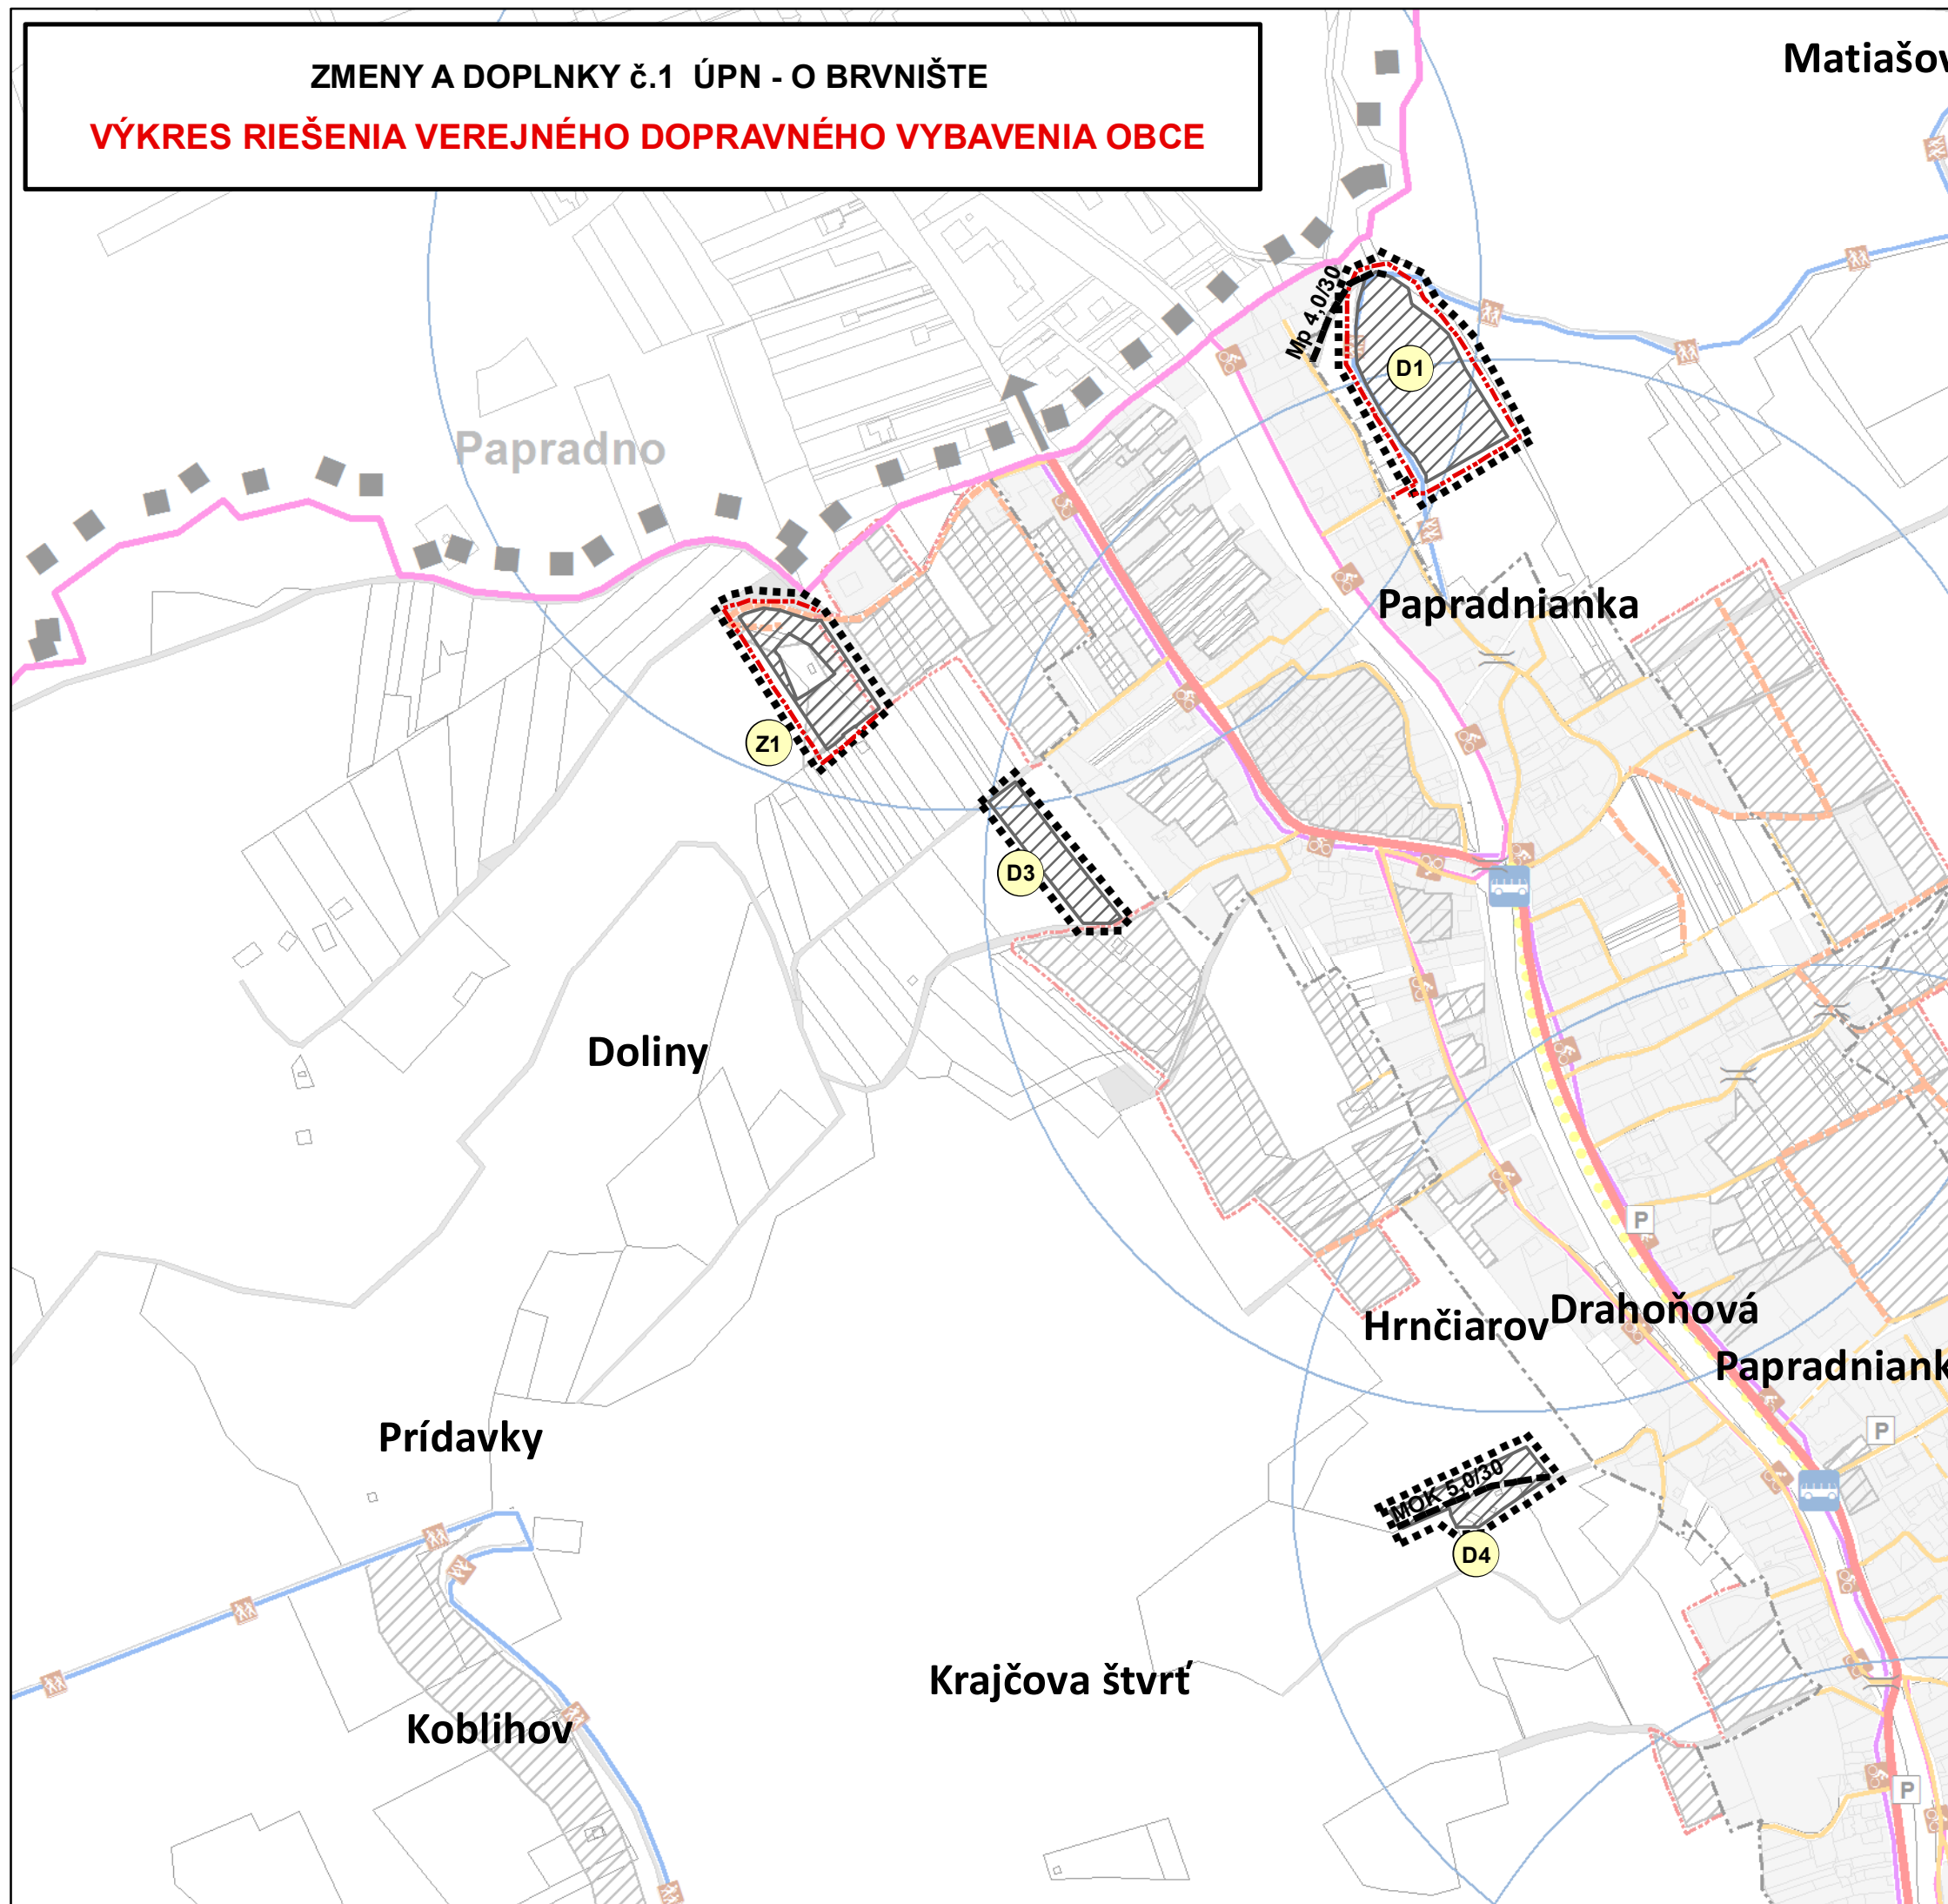 ZMENY A DOPLNKY č.1 ÚPN - O BRVNIŠTE
VÝKRES RIEŠENIA VEREJNÉHO DOPRAVNÉHO VYBAVENIA OBCE
Matiašov
Mp 4,0/30
D1
Papradno
Papradnianka
Z1
D3
Doliny
P
Hrnčiarov
Drahoňová
Papradniank
Prídavky
P
MOK 5,0/30
D4
Krajčova štvrť
Koblihov
P